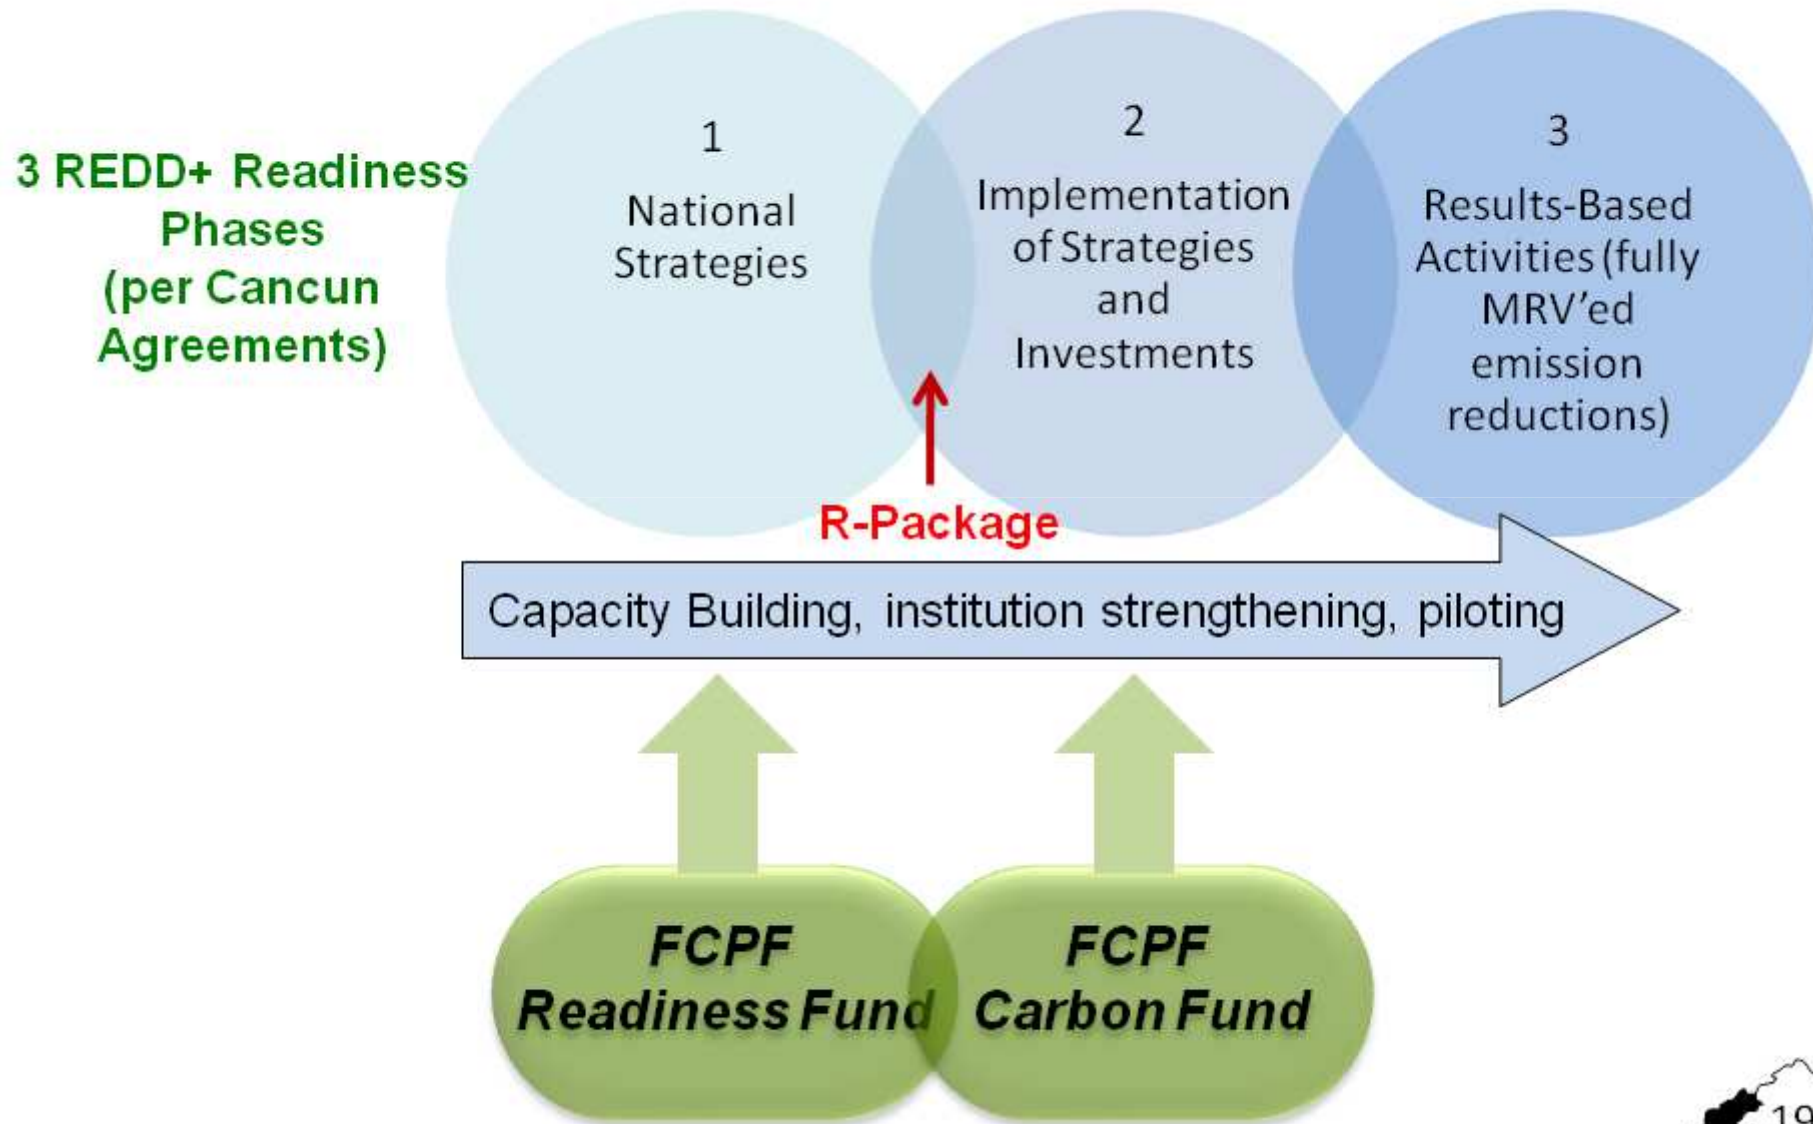 3 REDD+ Readiness
Phases
(per Cancun
Agreements)
1
National
Strategies
2
Implementation
of Strategies
and
Investments
3
Results-Based
Activities (fully
MRV'ed
emission
reductions)
R-Package
Capacity Building, institution strengthening, piloting
FCPF
Readiness Fund
FCPF
Carbon Fund
19